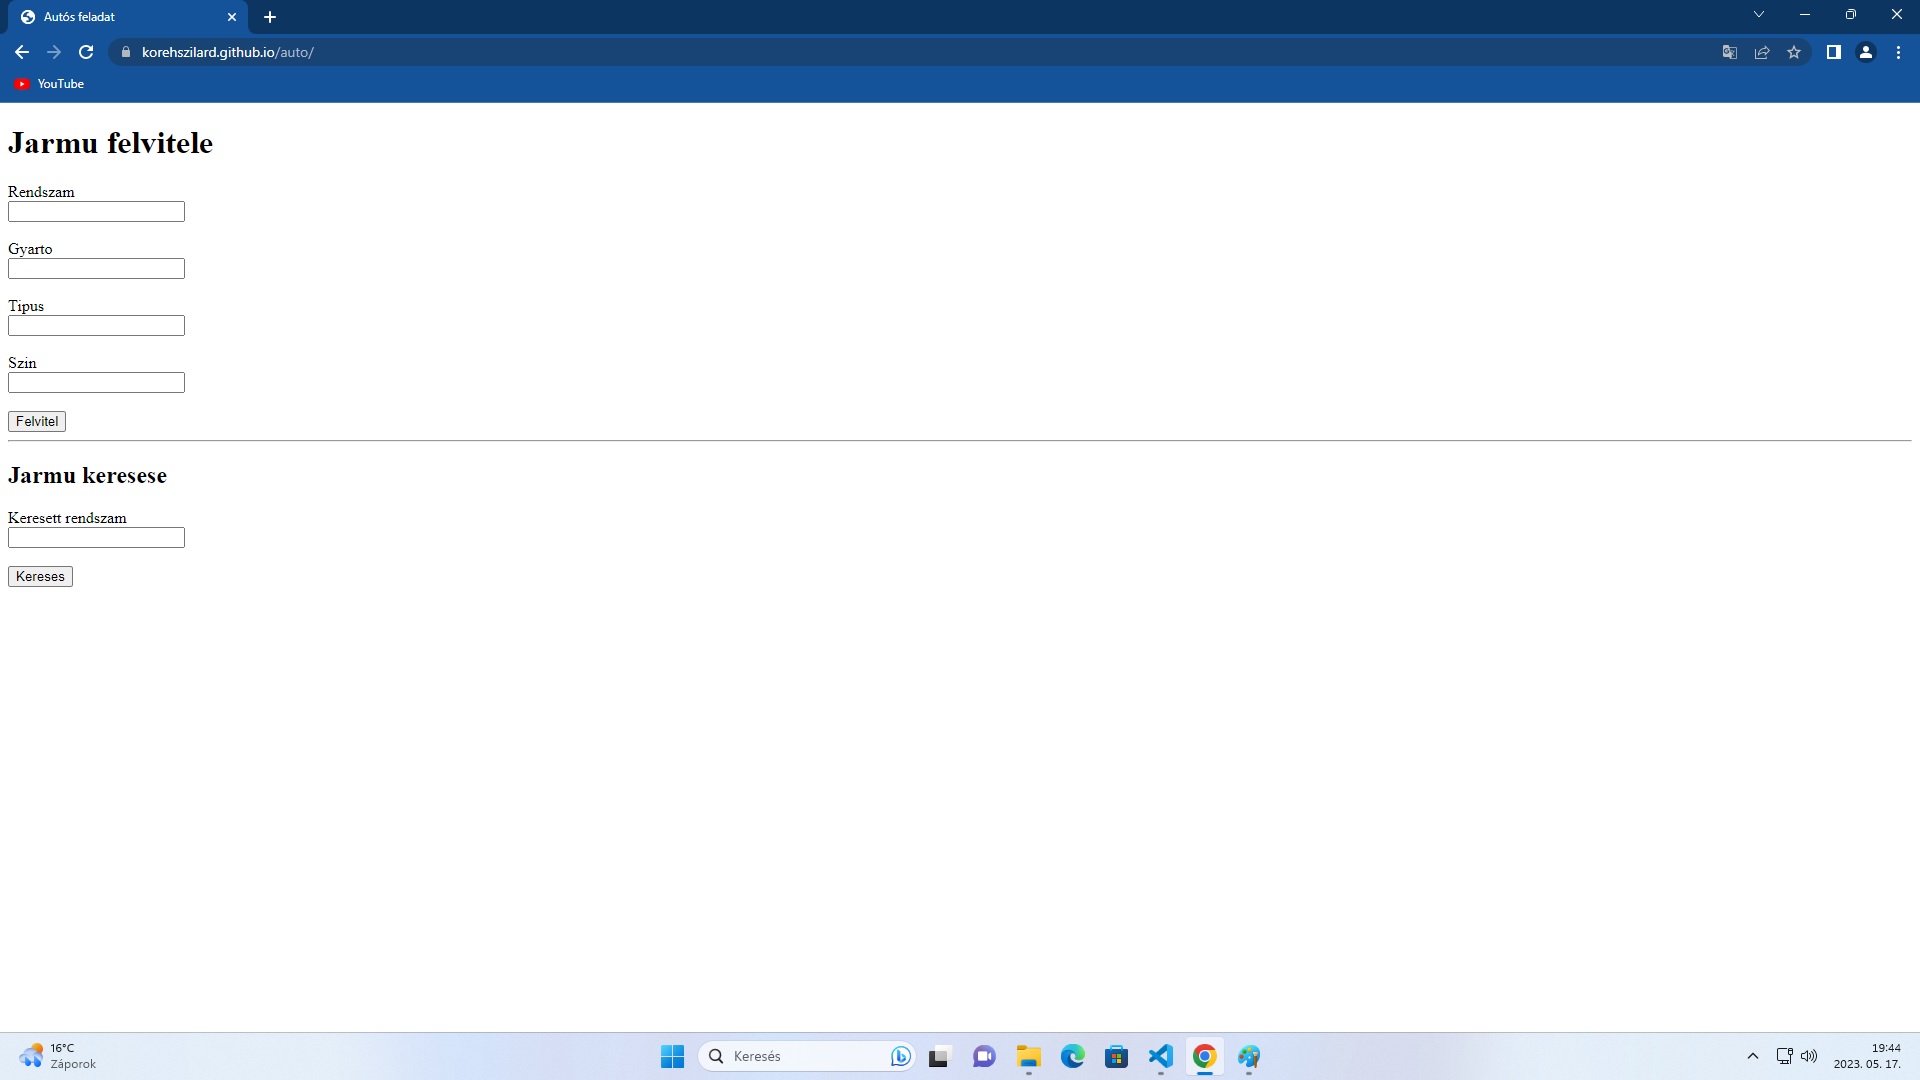 Autós feladat
korehszilard.github.io/auto/
YouTube
Jarmu felvitele
Rendszam
Gyarto
Tipus
Szin
Felvitel
Jarmu keresese
Keresett rendszam
Kereses
16°C
Záporok
Keresés
19:44
2023. 05. 17.